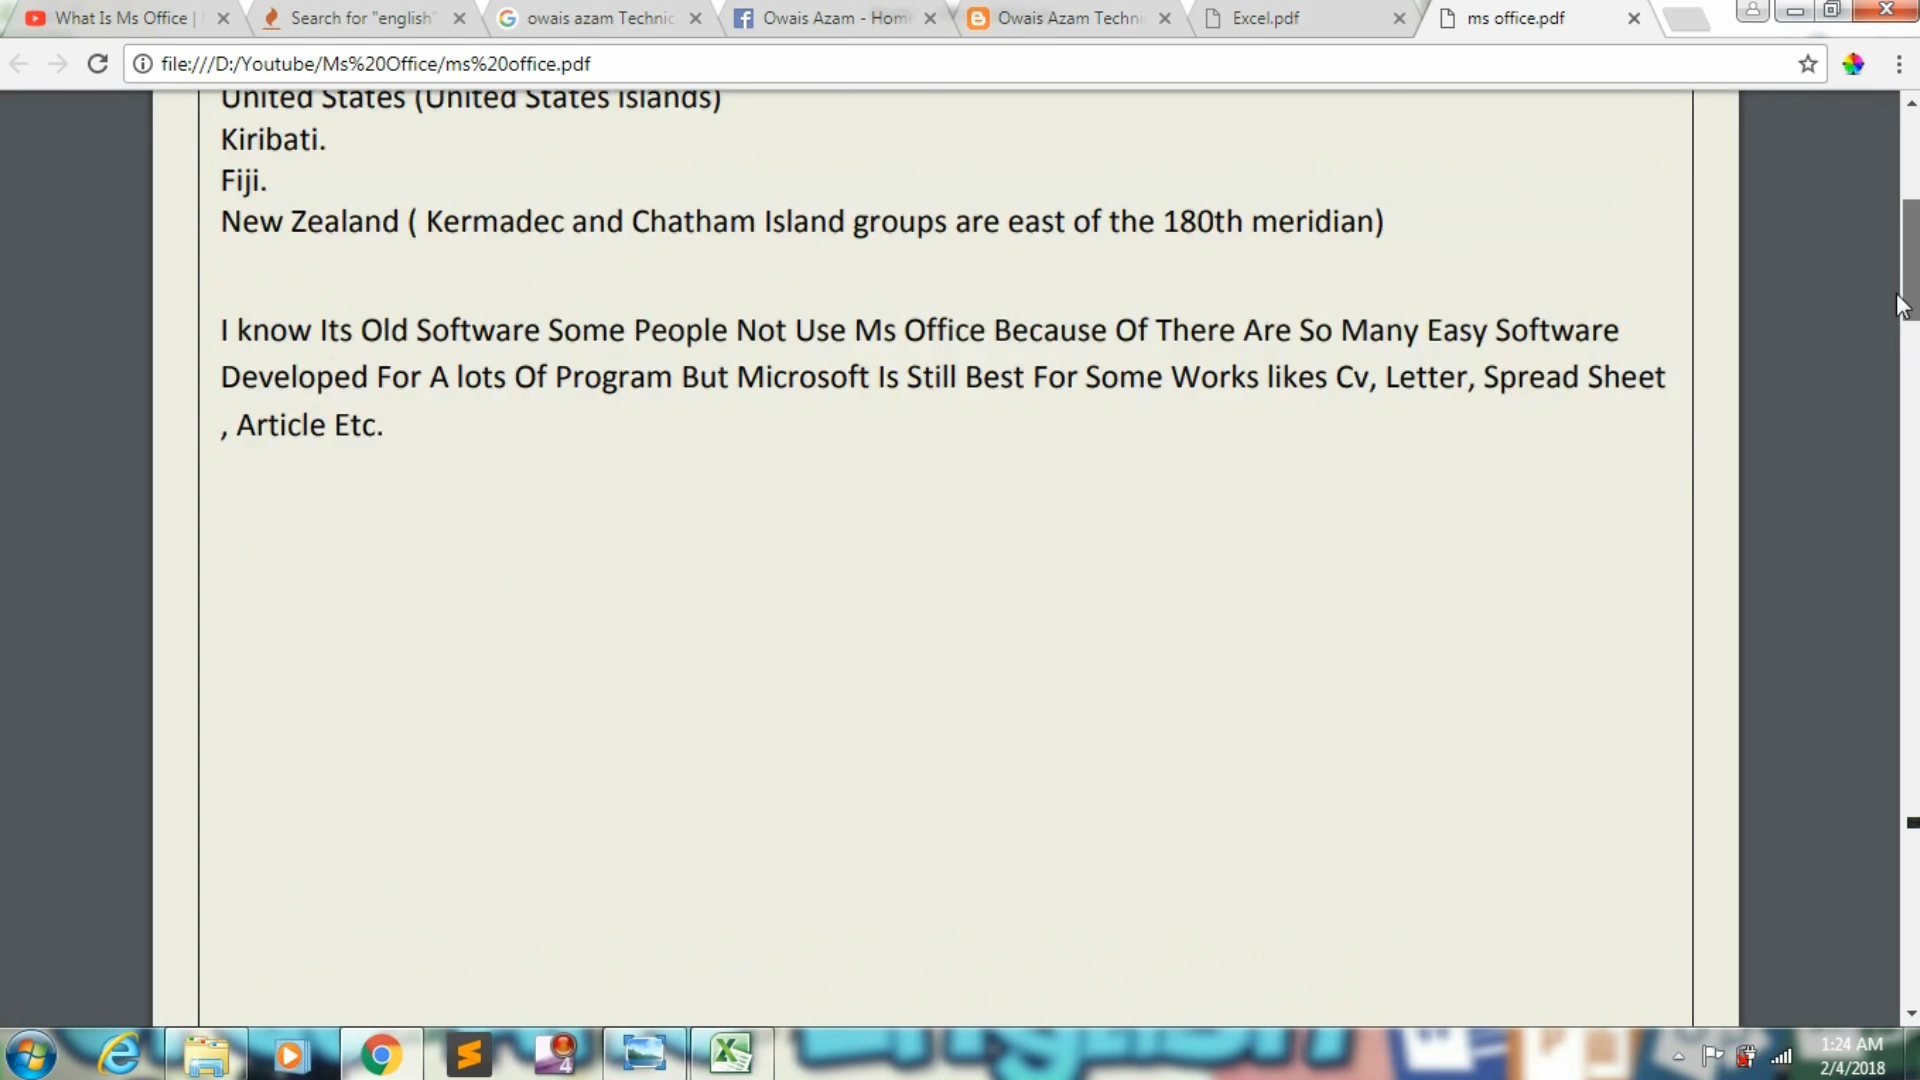 What Is Ms Office |
Search for "english"
owais azam Technic
Owais Azam - Hom
Owais Azam Techni
Excel.pdf
ms office.pdf
file:///D:/Youtube/Ms%20Office/ms%20office.pdf
United States (United States islands)
Kiribati.
Fiji.
New Zealand ( Kermadec and Chatham Island groups are east of the 180th meridian)
I know Its Old Software Some People Not Use Ms Office Because Of There Are So Many Easy Software
Developed For A lots Of Program But Microsoft Is Still Best For Some Works likes Cv, Letter, Spread Sheet
, Article Etc.
1:24 AM
2/4/2018